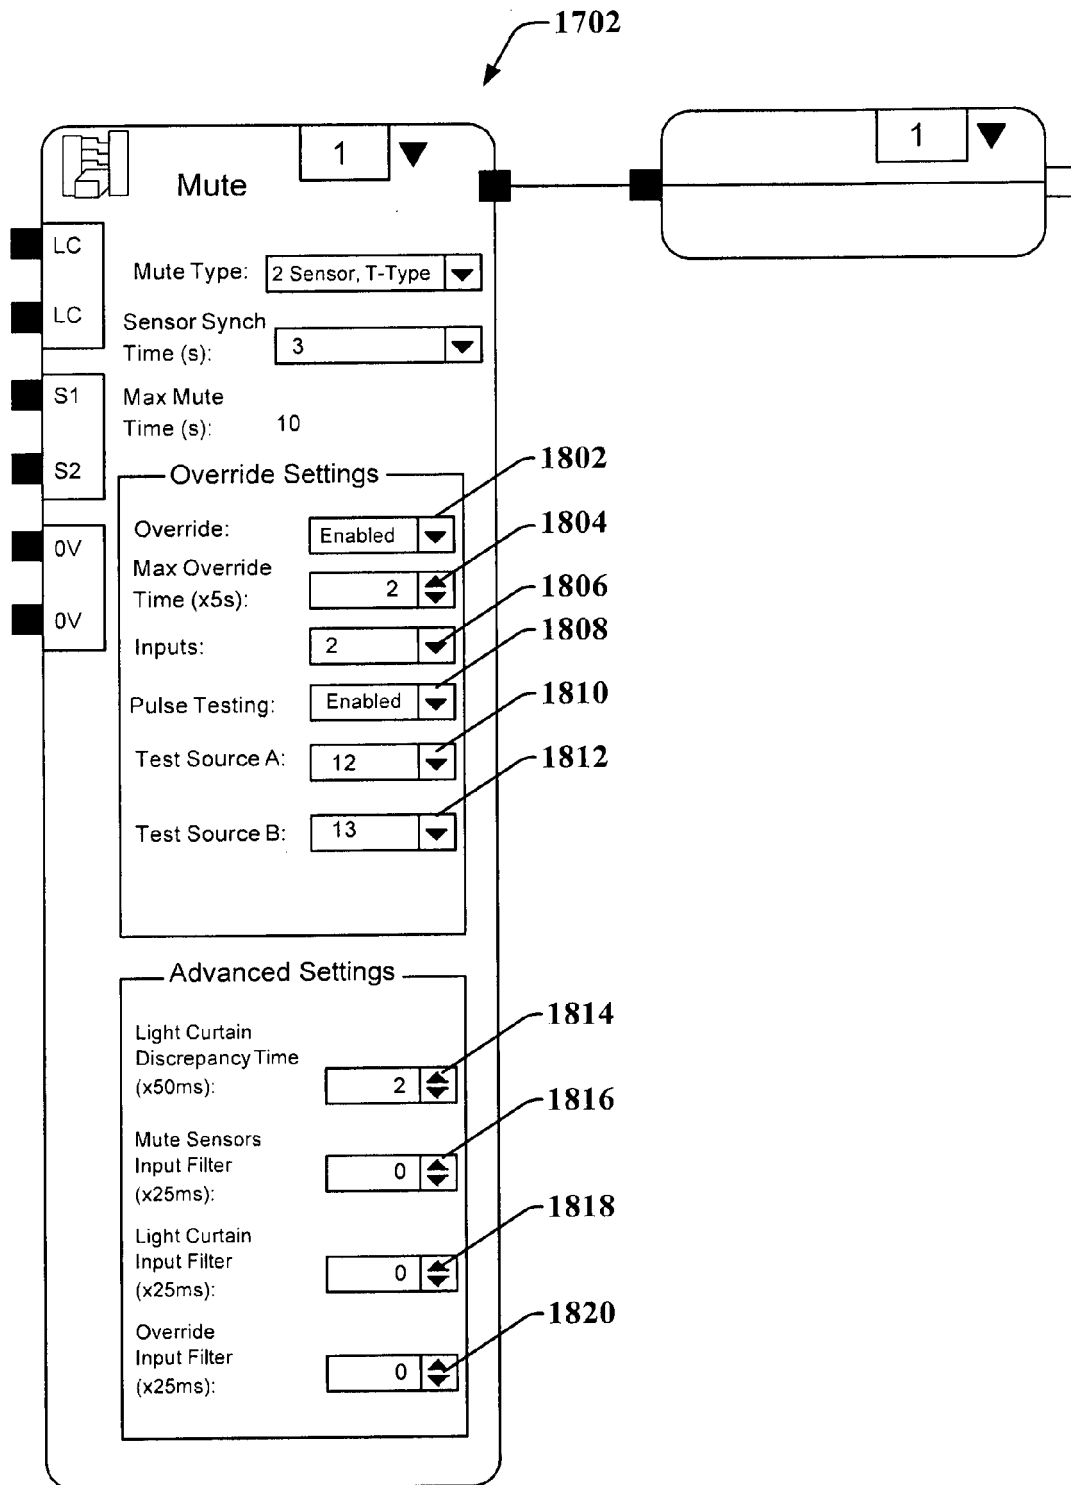 1702
1
Mute
1
LC
LC
S1
S2
0V
0V
Mute Type: 2 Sensor, T-Type
Sensor Synch
Time (s): 3
Max Mute
Time (s): 10
Override Settings
Override: Enabled
Max Override
Time (x5s): 2
Inputs: 2
Pulse Testing: Enabled
Test Source A: 12
Test Source B: 13
1802
1804
1806
1808
1810
1812
Advanced Settings
Light Curtain
Discrepancy Time
(x50ms): 2
Mute Sensors
Input Filter
(x25ms): 0
Light Curtain
Input Filter
(x25ms): 0
Override
Input Filter
(x25ms): 0
1814
1816
1818
1820